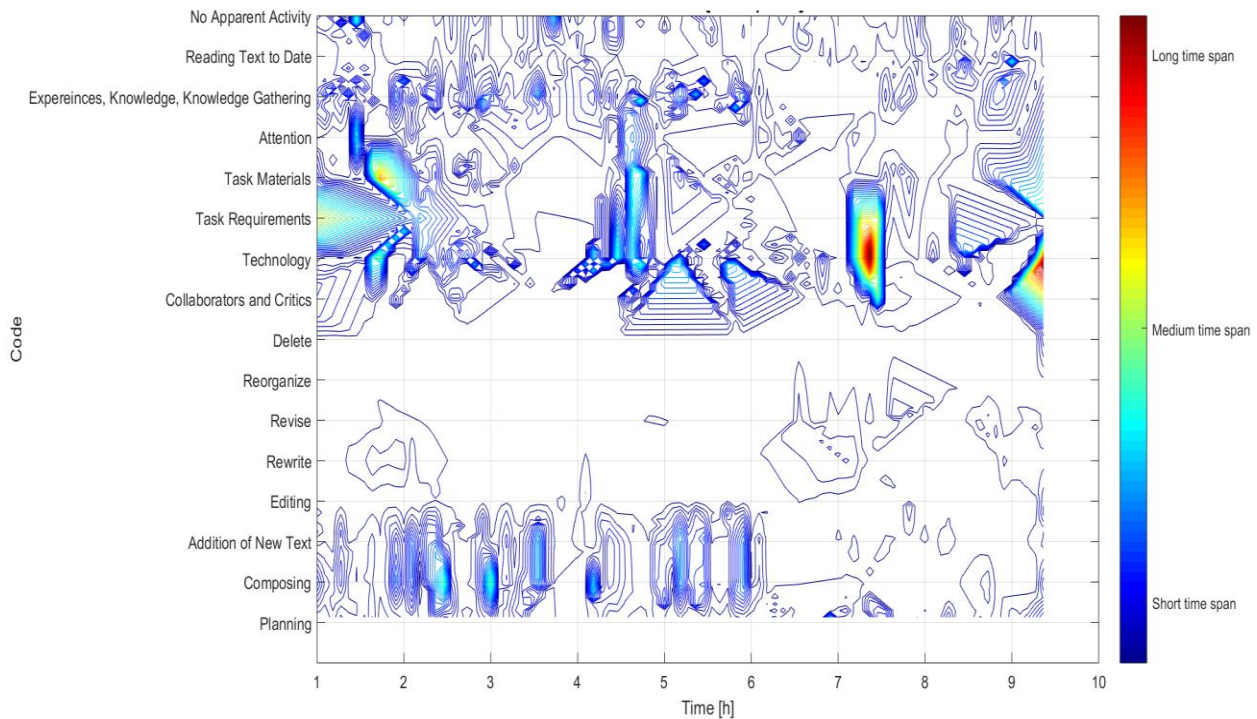 No Apparent Activity
Reading Text to Date
Expereinces, Knowledge, Knowledge Gathering
Attention
Task Materials
Task Requirements
Technology
Collaborators and Critics
Delete
Reorganize
Revise
Rewrite
Editing
Addition of New Text
Composing
Planning
Code
1 2 3 4 5 6 7 8 9 10
Time [h]
Long time span
Medium time span
Short time span